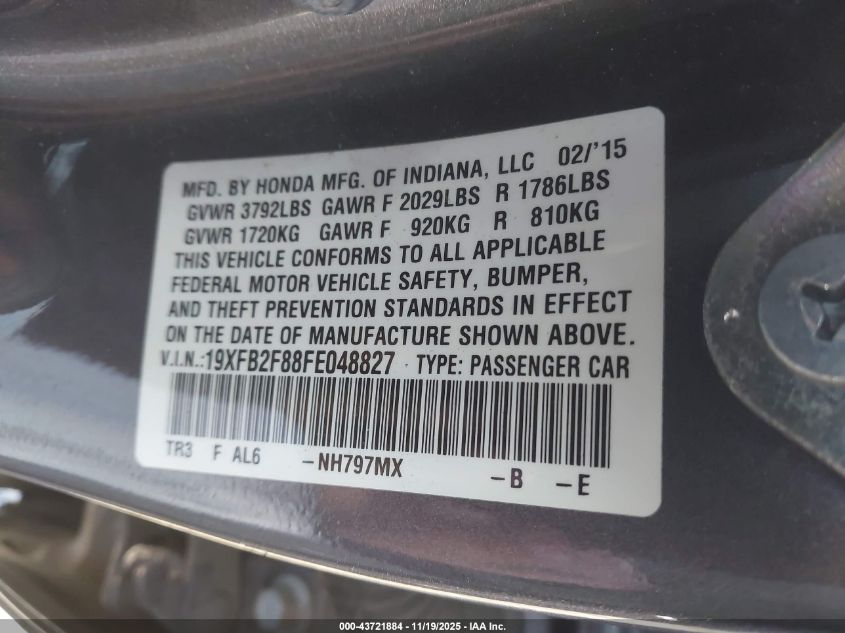 MFD. BY HONDA MFG. OF INDIANA, LLC 02/'15
GVWR 3792LBS GAWR F 2029LBS R 1786LBS
GVWR 1720KG GAWR F 920KG R 810KG
THIS VEHICLE CONFORMS TO ALL APPLICABLE
FEDERAL MOTOR VEHICLE SAFETY, BUMPER,
AND THEFT PREVENTION STANDARDS IN EFFECT
ON THE DATE OF MANUFACTURE SHOWN ABOVE.
V.I.N.:19XFB2F88FE048827 TYPE: PASSENGER CAR
TR3 F AL6 -NH797MX -B -E
000-43721884 - 11/19/2025 - IAA Inc.